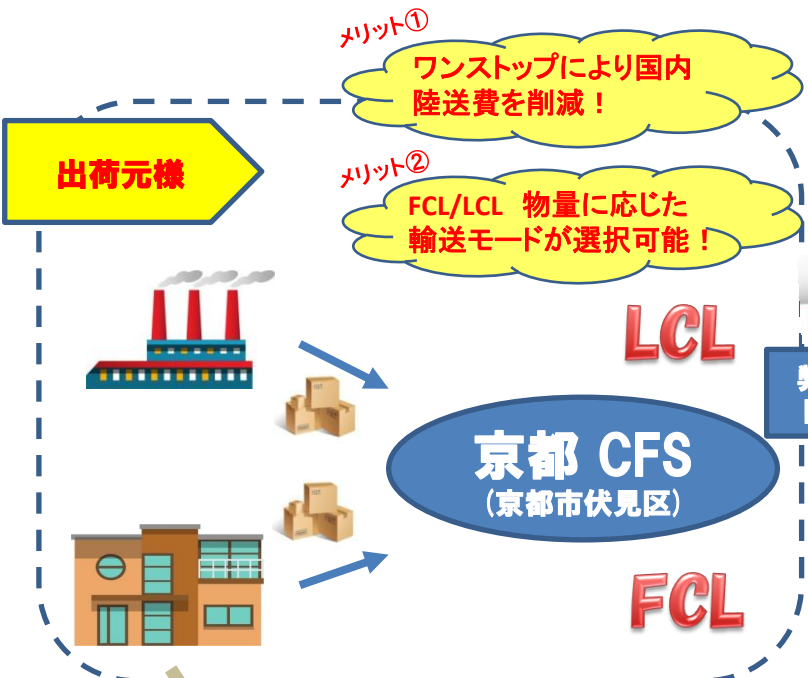 メリット①
ワンストップにより国内
陸送費を削減！
出荷元様
メリット②
FCL/LCL 物量に応じた
輸送モードが選択可能！
LCL
京都 CFS
(京都市伏見区)
FCL